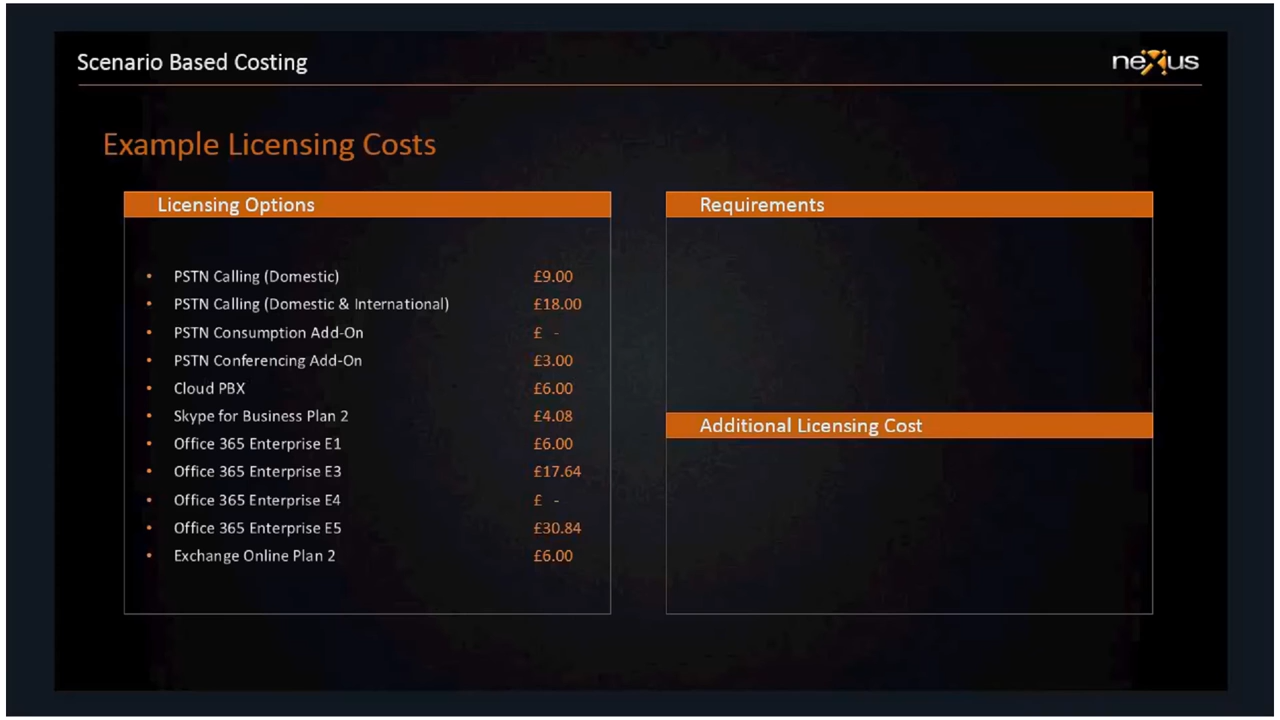 Scenario Based Costing
nexus
Example Licensing Costs
Licensing Options
• PSTN Calling (Domestic) £9.00
• PSTN Calling (Domestic & International) £18.00
• PSTN Consumption Add-On £ -
• PSTN Conferencing Add-On £3.00
• Cloud PBX £6.00
• Skype for Business Plan 2 £4.08
• Office 365 Enterprise E1 £6.00
• Office 365 Enterprise E3 £17.64
• Office 365 Enterprise E4 £ -
• Office 365 Enterprise E5 £30.84
• Exchange Online Plan 2 £6.00
Requirements
Additional Licensing Cost